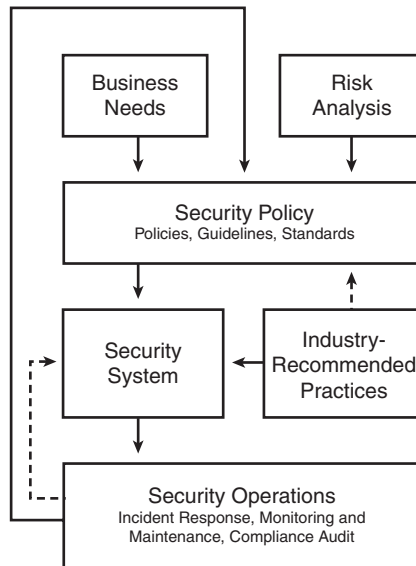 Business
Needs
Risk
Analysis
Security Policy
Policies, Guidelines, Standards
Security
System
Industry-
Recommended
Practices
Security Operations
Incident Response, Monitoring and
Maintenance, Compliance Audit